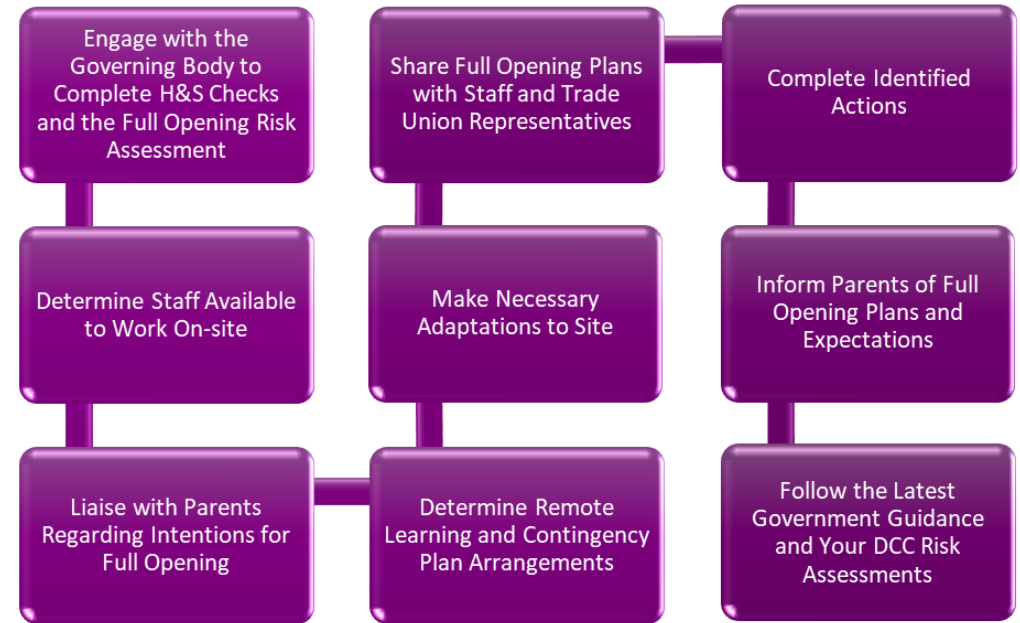 Engage with the
Governing Body to
Complete H&S Checks
and the Full Opening Risk
Assessment
Determine Staff Available
to Work On-site
Liaise with Parents
Regarding Intentions for
Full Opening
Determine Remote
Learning and Contingency
Plan Arrangements
Make Necessary
Adaptations to Site
Share Full Opening Plans
with Staff and Trade
Union Representatives
Complete Identified
Actions
Inform Parents of Full
Opening Plans and
Expectations
Follow the Latest
Government Guidance
and Your DCC Risk
Assessments